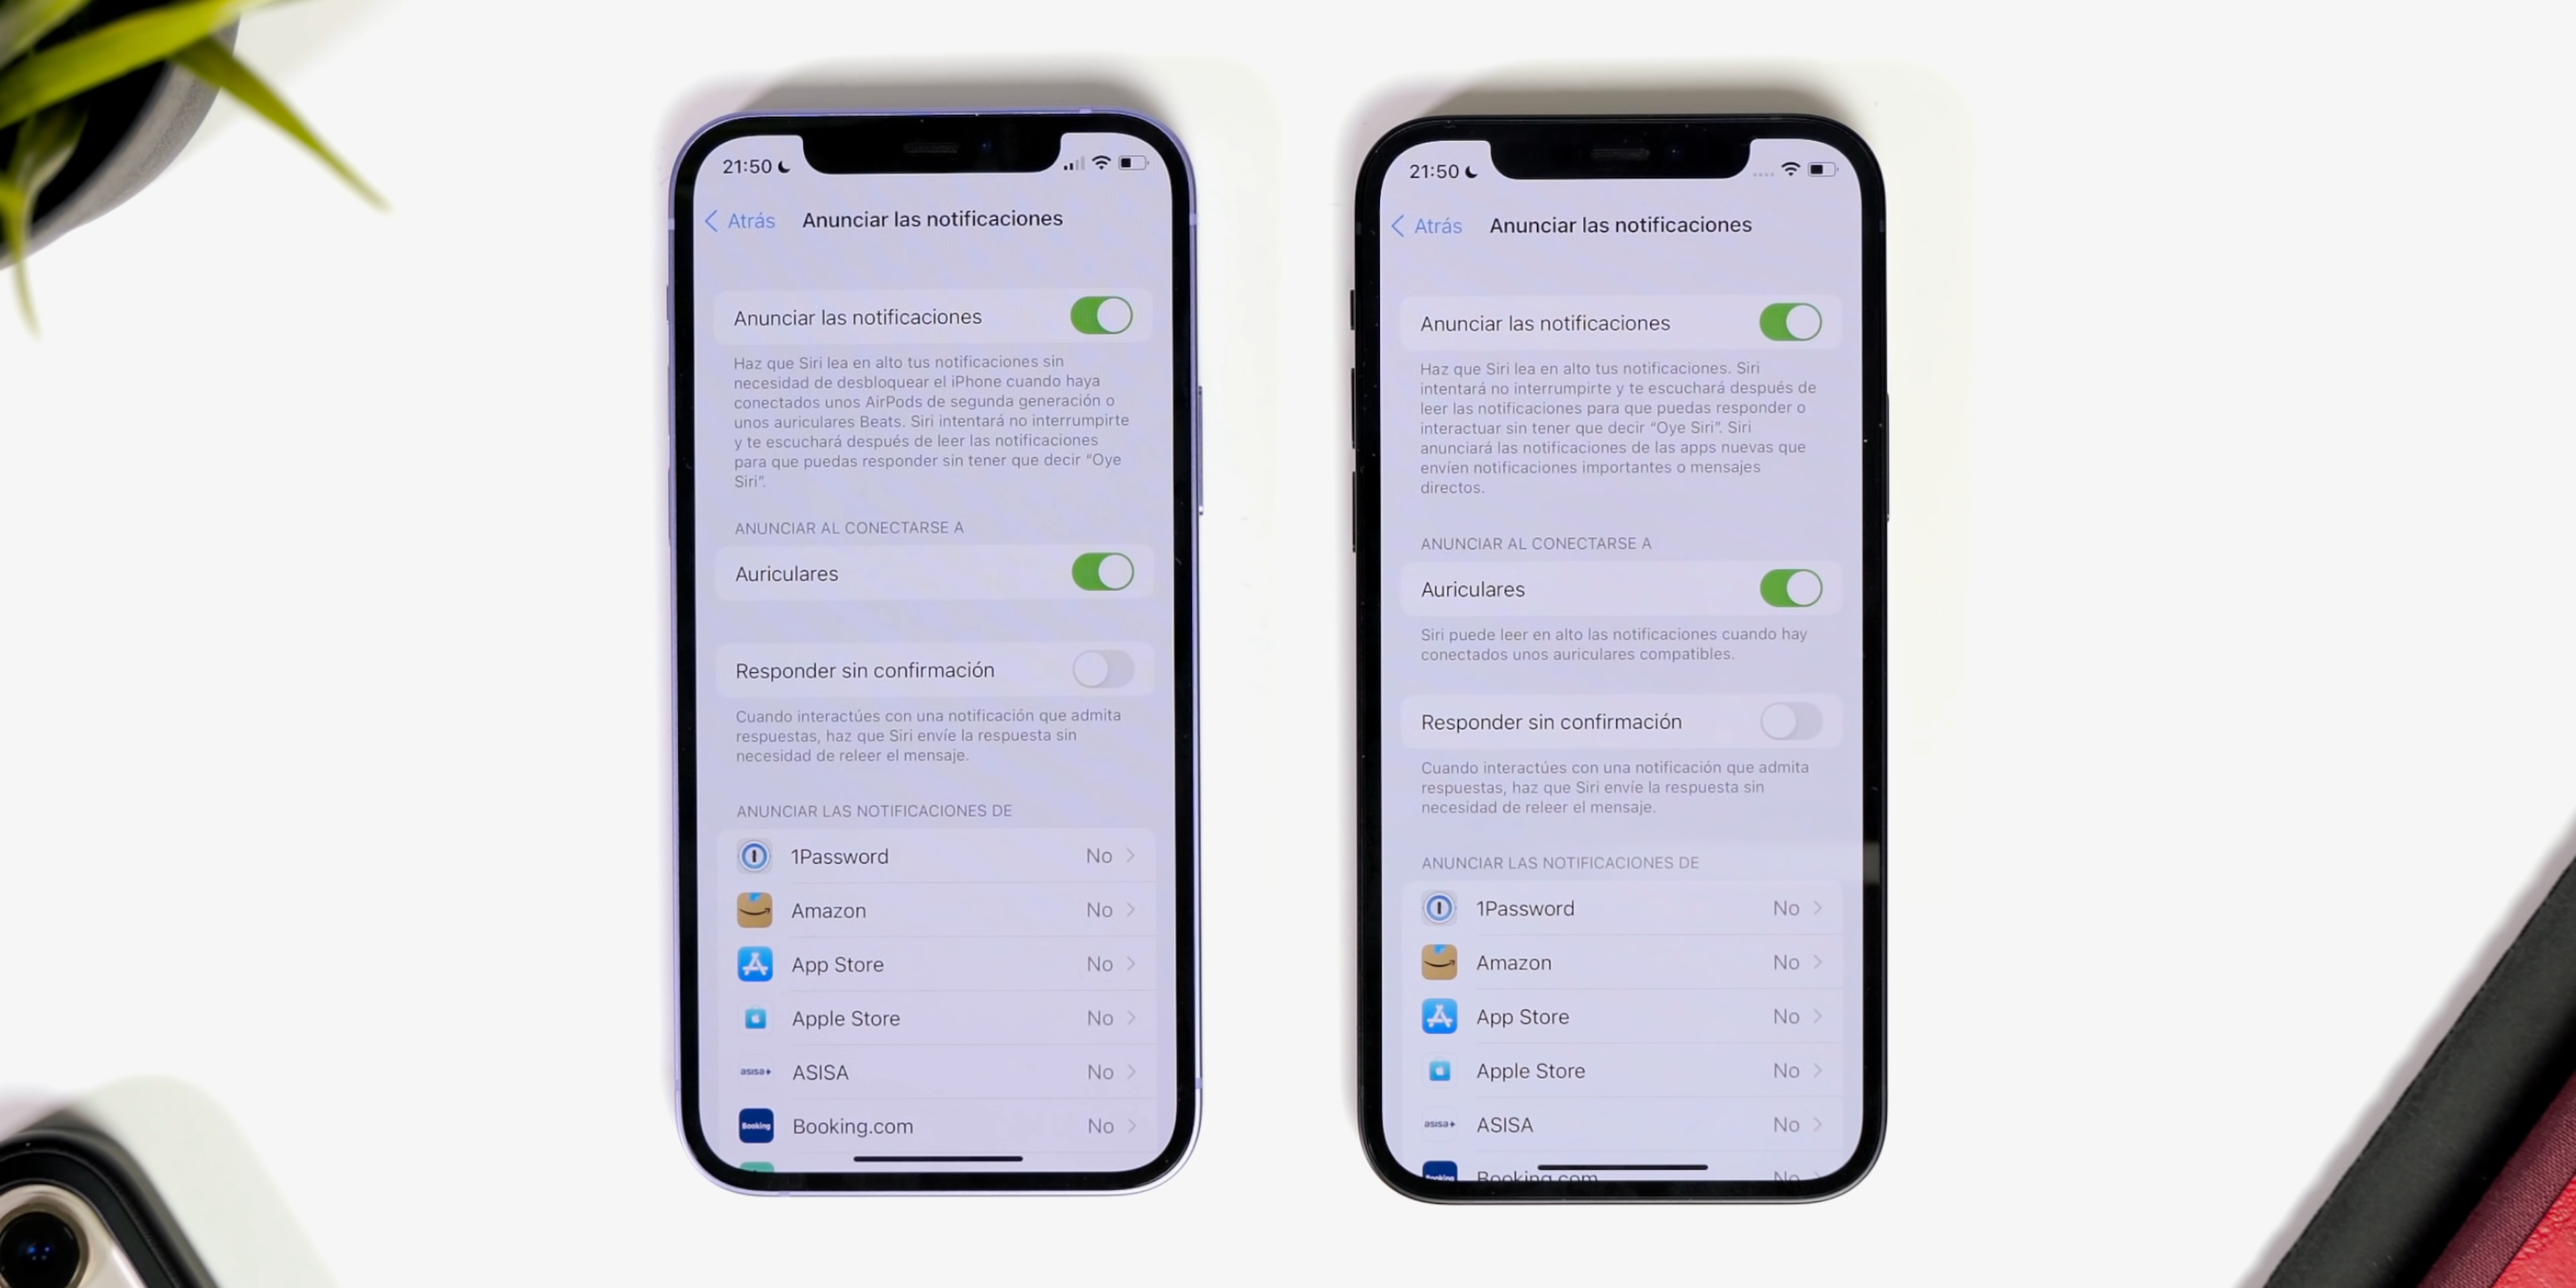 21:50
Atrás
Anunciar las notificaciones
Anunciar las notificaciones
Haz que Siri lea en alto tus notificaciones sin
necesidad de desbloquear el iPhone cuando haya
conectados unos AirPods de segunda generación o
unos auriculares Beats. Siri intentará no interrumpirte
y te escuchará después de leer las notificaciones
para que puedas responder sin tener que decir “Oye
Siri”.
ANUNCIAR AL CONECTARSE A
Auriculares
Responder sin confirmación
Cuando interactúes con una notificación que admita
respuestas, haz que Siri envíe la respuesta sin
necesidad de releer el mensaje.
ANUNCIAR LAS NOTIFICACIONES DE
1Password No
Amazon No
App Store No
Apple Store No
asisa ASISA No
Booking Booking.com No
21:50
Atrás
Anunciar las notificaciones
Anunciar las notificaciones
Haz que Siri lea en alto tus notificaciones. Siri
intentará no interrumpirte y te escuchará después de
leer las notificaciones para que puedas responder o
interactuar sin tener que decir “Oye Siri”. Siri
anunciará las notificaciones de las apps nuevas que
envíen notificaciones importantes o mensajes
directos.
ANUNCIAR AL CONECTARSE A
Auriculares
Siri puede leer en alto las notificaciones cuando hay
conectados unos auriculares compatibles.
Responder sin confirmación
Cuando interactúes con una notificación que admita
respuestas, haz que Siri envíe la respuesta sin
necesidad de releer el mensaje.
ANUNCIAR LAS NOTIFICACIONES DE
1Password No
Amazon No
App Store No
Apple Store No
asisa ASISA No
Booking Booking.com No